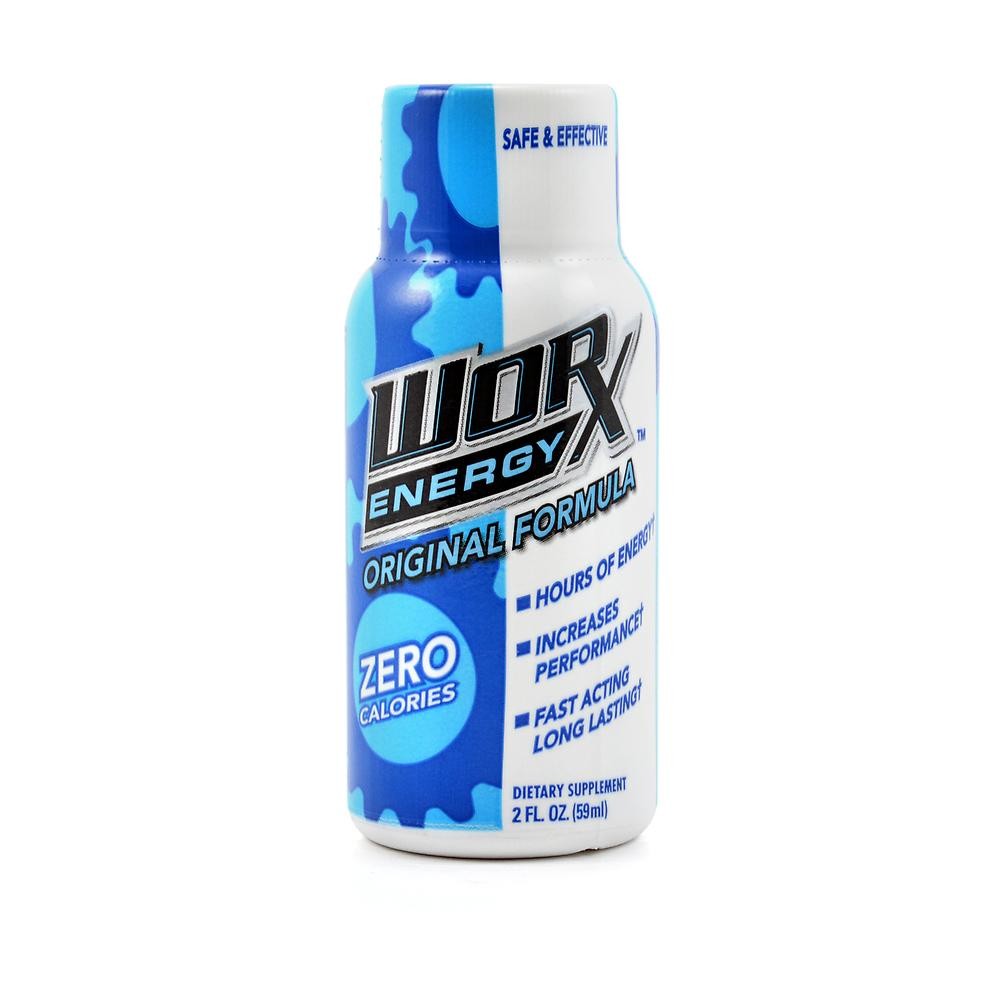 SAFE & EFFECTIVE
WORX
ENERGY
TM
ORIGINAL FORMULA
HOURS OF ENERGY†
INCREASES
PERFORMANCE†
FAST ACTING
LONG LASTING†
ZERO
CALORIES
DIETARY SUPPLEMENT
2 FL. OZ. (59ml)